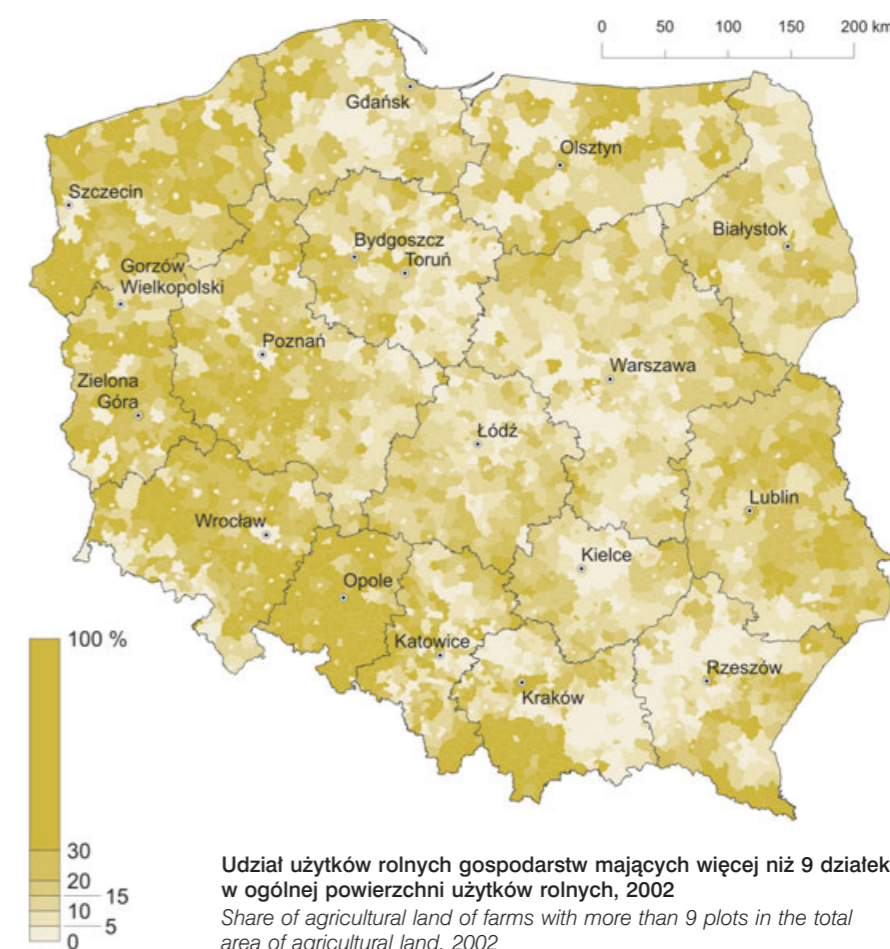 0 50 100 150 200 km
Gdańsk
Olsztyn
Szczecin
Białystok
Bydgoszcz
Toruń
Gorzów
Wielkopolski
Poznań
Warszawa
Zielona
Góra
Łódź
Lublin
Wrocław
Kielce
Opole
Katowice
Rzeszów
Kraków
100 %
30
20
15
10
5
0
Udział użytków rolnych gospodarstw mających więcej niż 9 działek
w ogólnej powierzchni użytków rolnych, 2002
Share of agricultural land of farms with more than 9 plots in the total
area of agricultural land, 2002